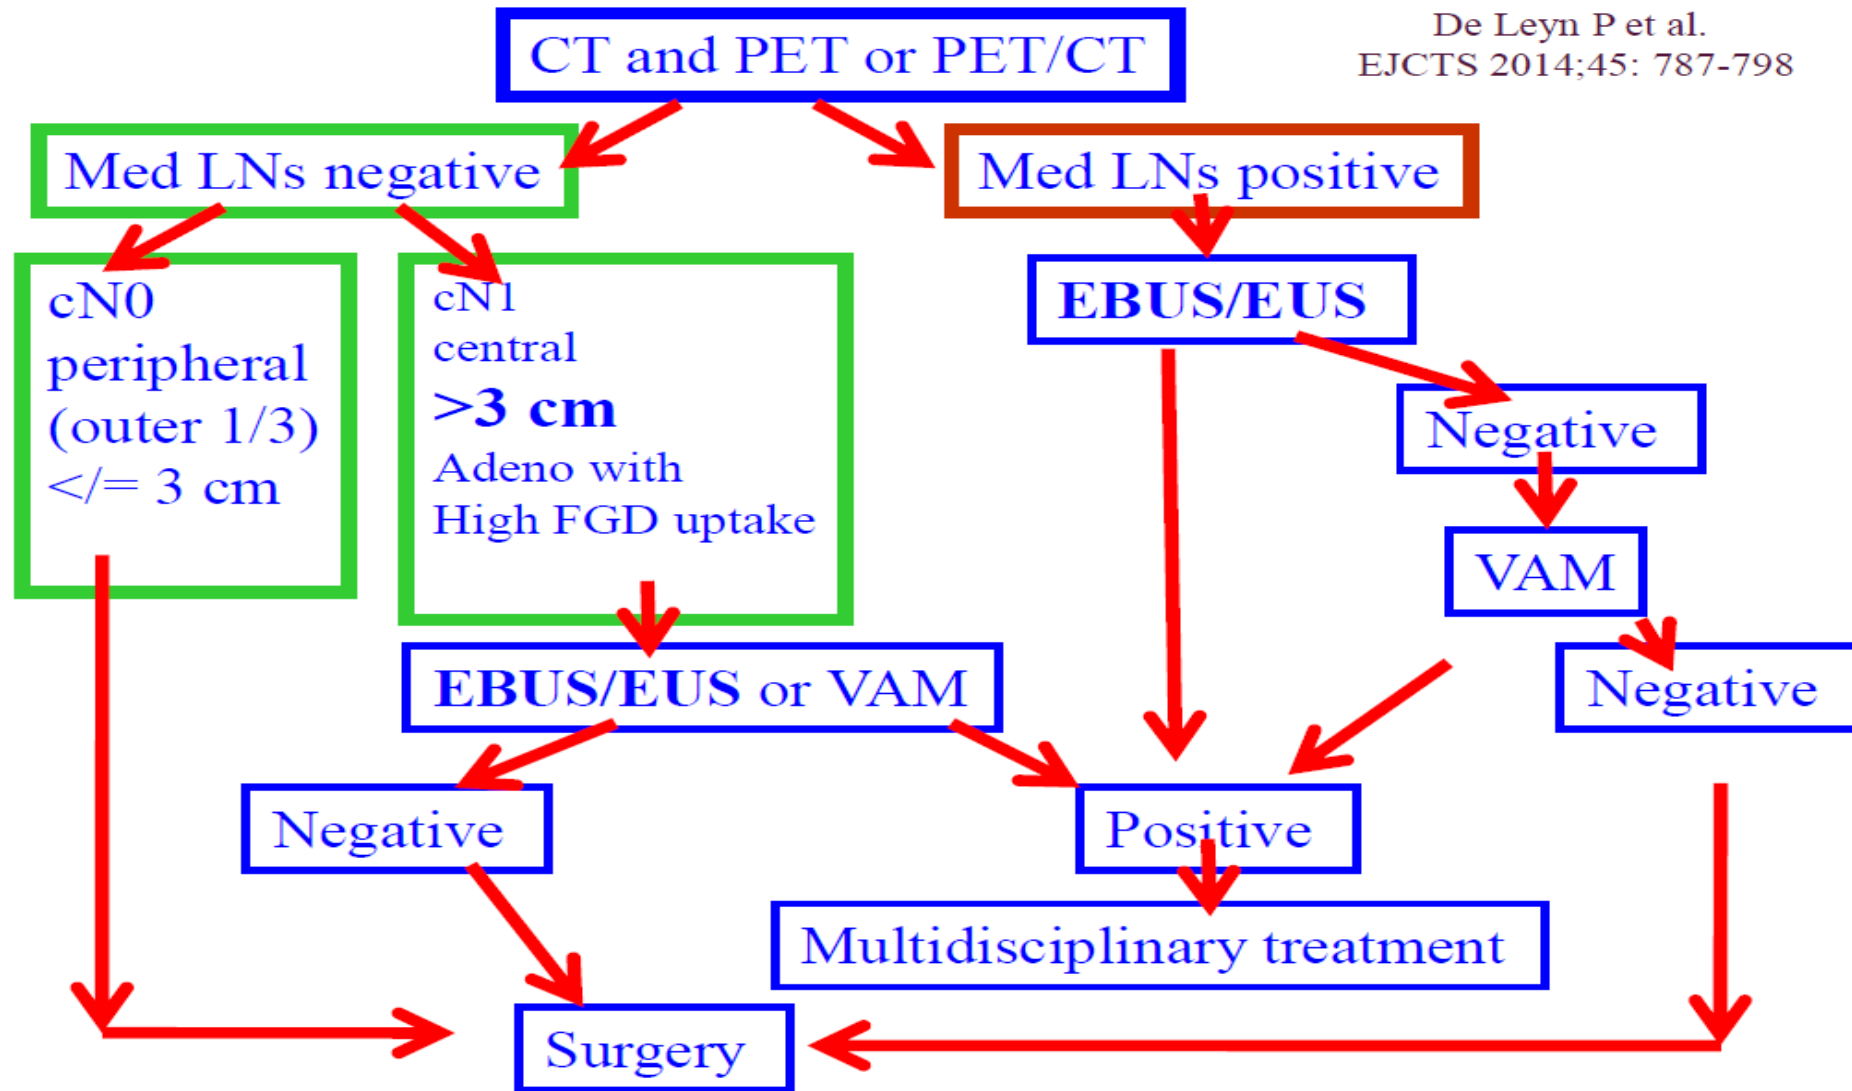 De Leyn P et al.
EJCTS 2014;45: 787-798
CT and PET or PET/CT
Med LNs negative
Med LNs positive
cN0
peripheral
(outer 1/3)
</= 3 cm
cN1
central
>3 cm
Adeno with
High FGD uptake
EBUS/EUS
Negative
VAM
Negative
EBUS/EUS or VAM
Negative
Positive
Multidisciplinary treatment
Surgery